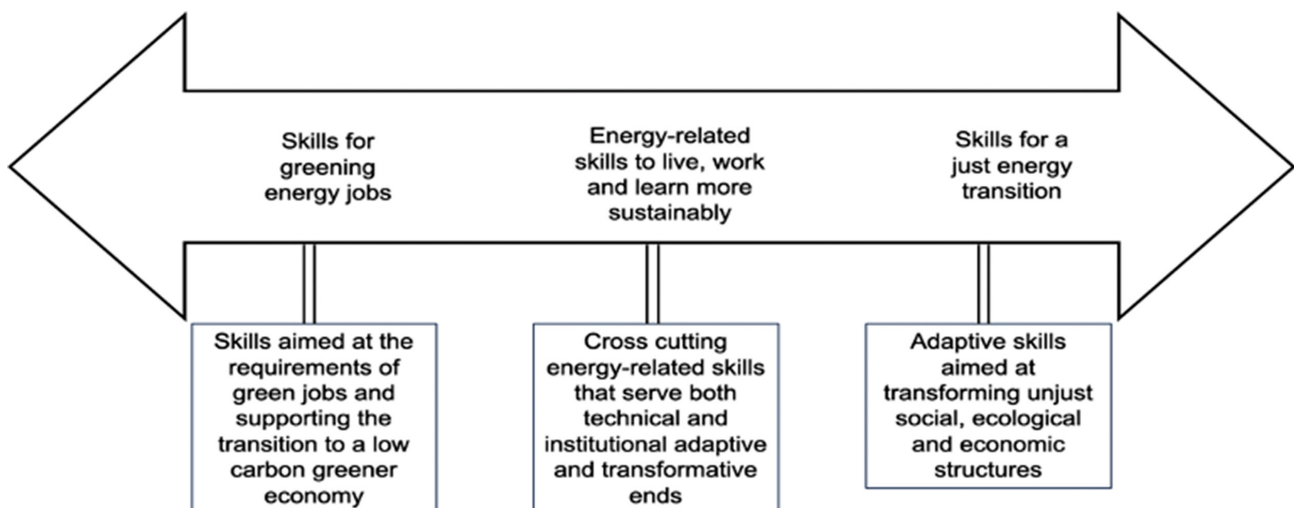 Skills for
greening
energy jobs
Energy-related
skills to live, work
and learn more
sustainably
Skills for a
just energy
transition
Skills aimed at the
requirements of
green jobs and
supporting the
transition to a low
carbon greener
economy
Cross cutting
energy-related skills
that serve both
technical and
institutional adaptive
and transformative
ends
Adaptive skills
aimed at
transforming unjust
social, ecological
and economic
structures